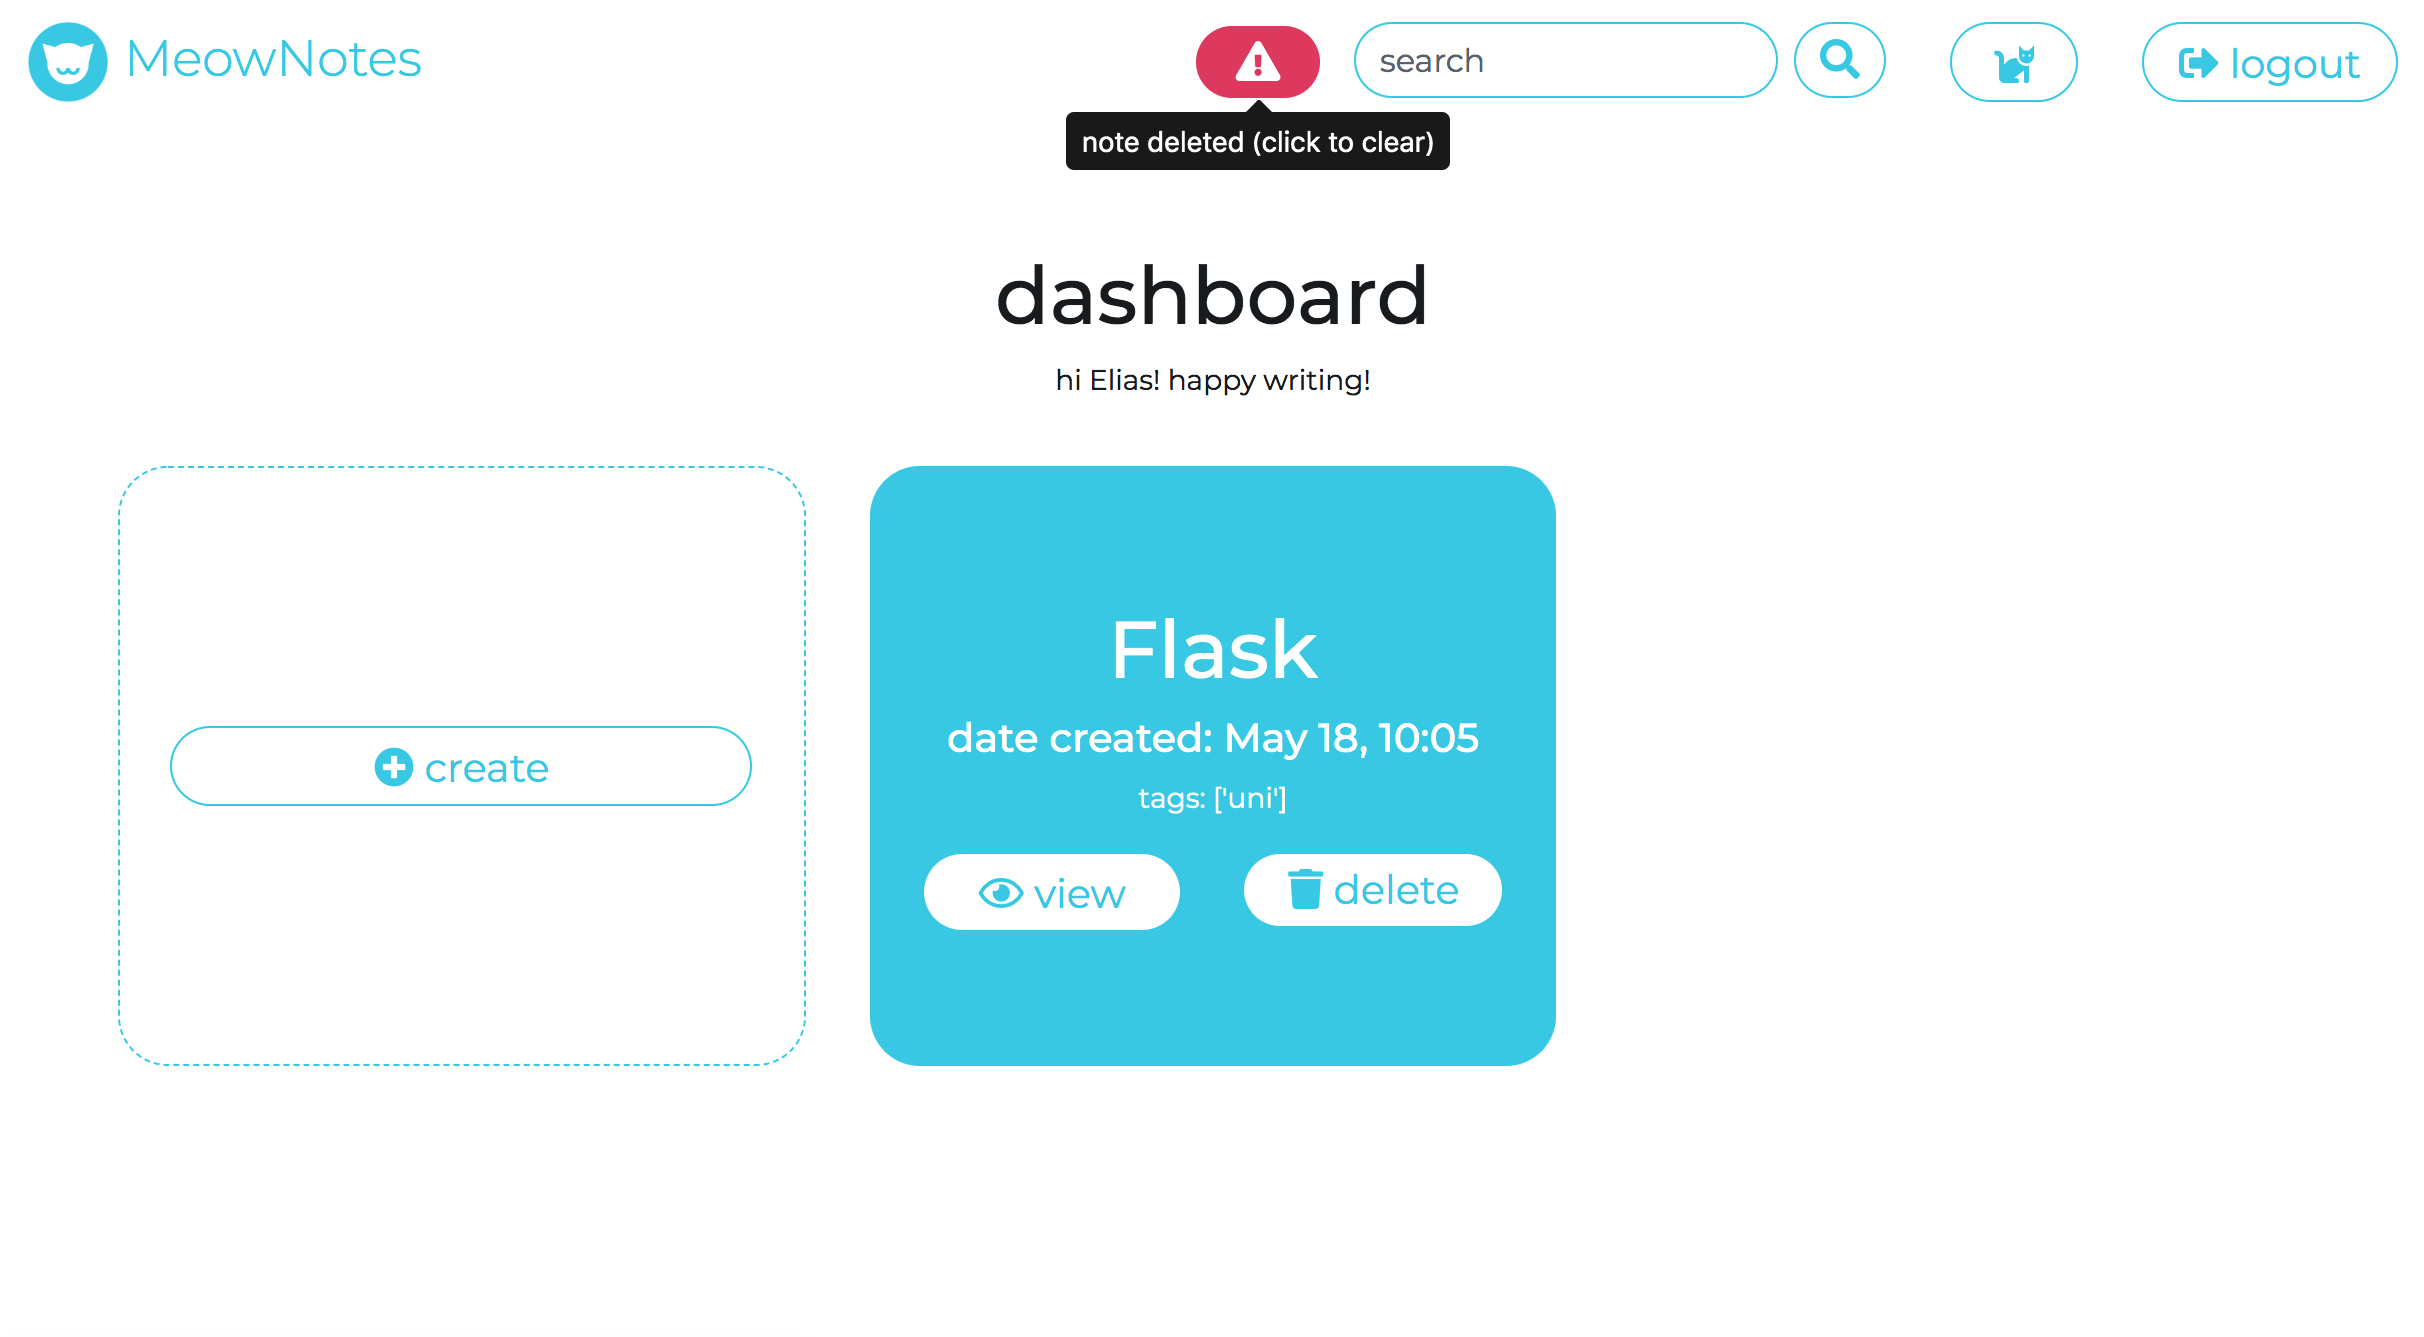 MeowNotes
search
logout
note deleted (click to clear)
dashboard
hi Elias! happy writing!
create
Flask
date created: May 18, 10:05
tags: ['uni']
view
delete